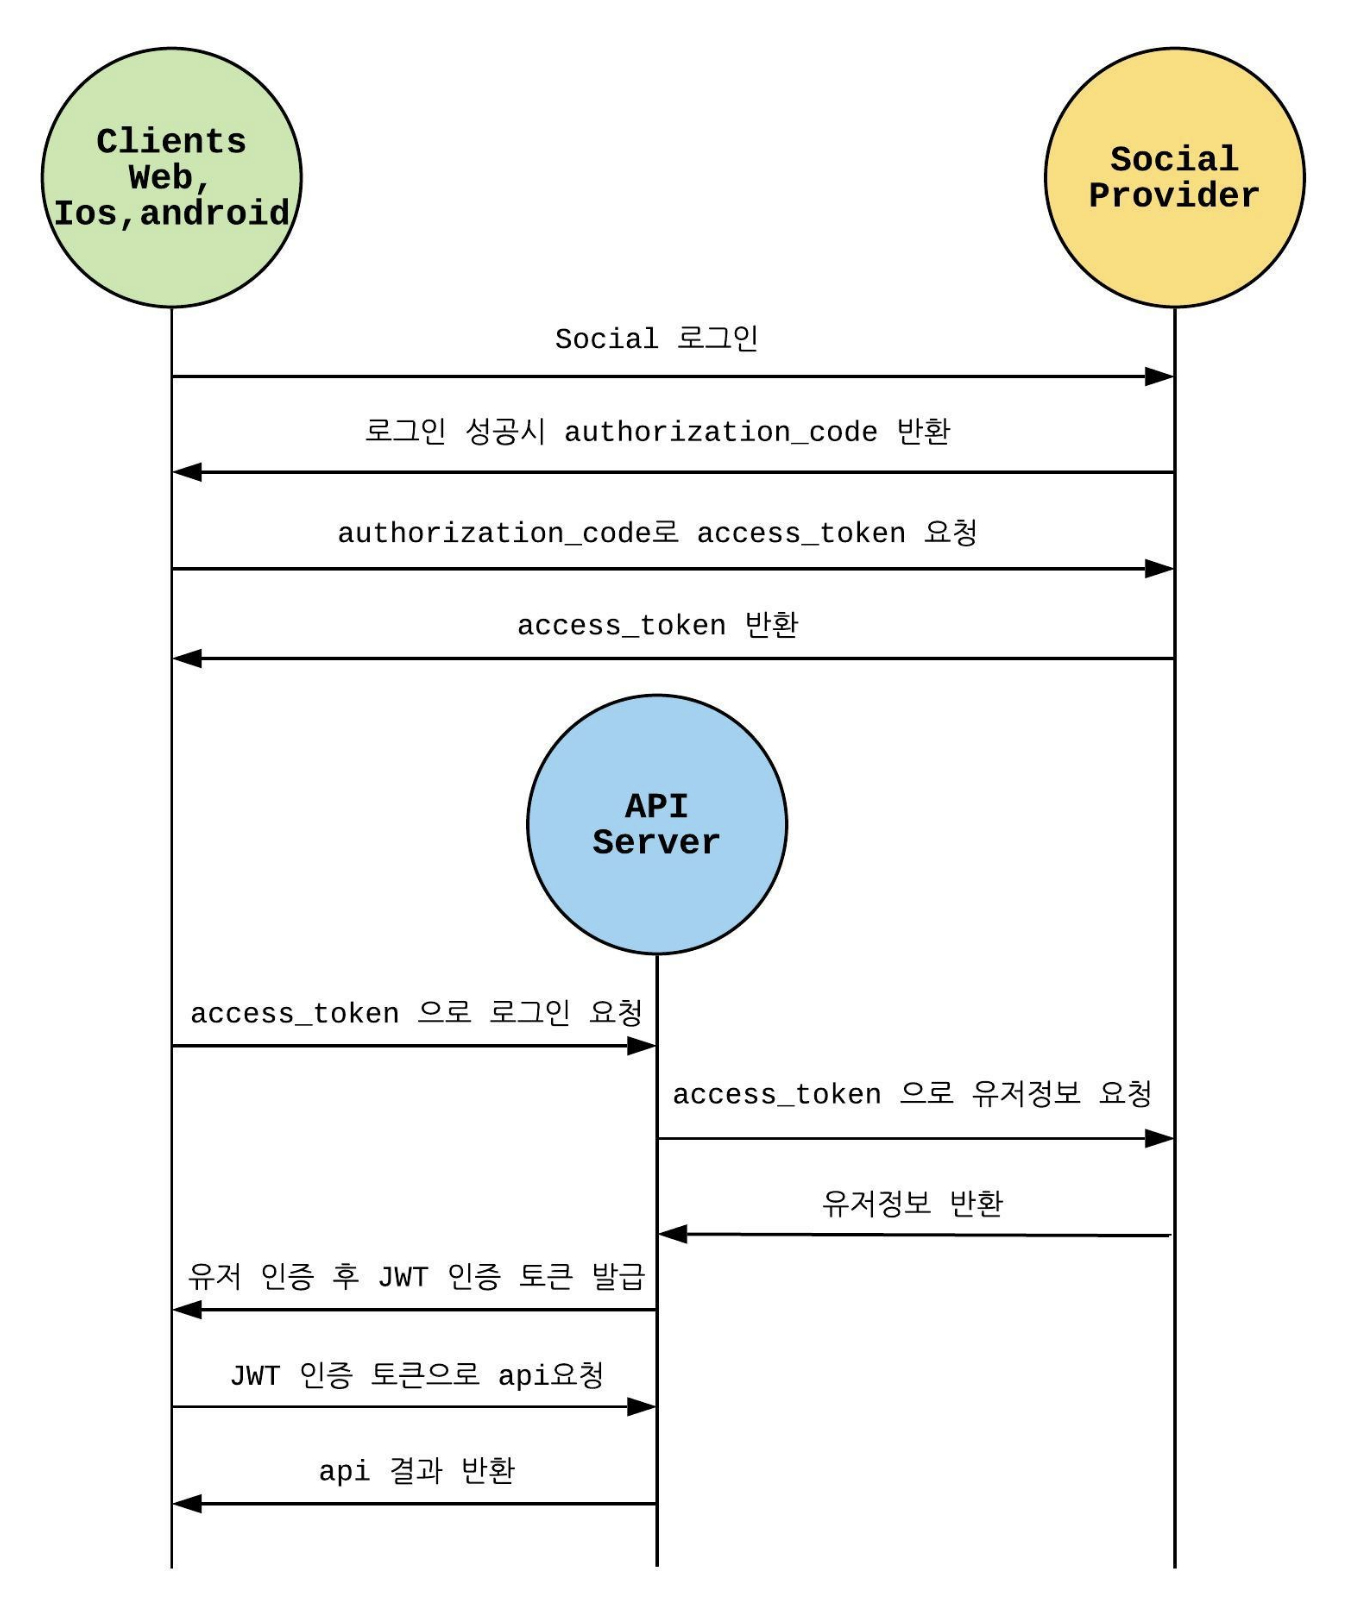 Clients
Web,
Ios,android
Social
Provider
Social 로그인
로그인 성공시 authorization_code 반환
authorization_code로 access_token 요청
access_token 반환
API
Server
access_token 으로 로그인 요청
access_token 으로 유저정보 요청
유저정보 반환
유저 인증 후 JWT 인증 토큰 발급
JWT 인증 토큰으로 api요청
api 결과 반환